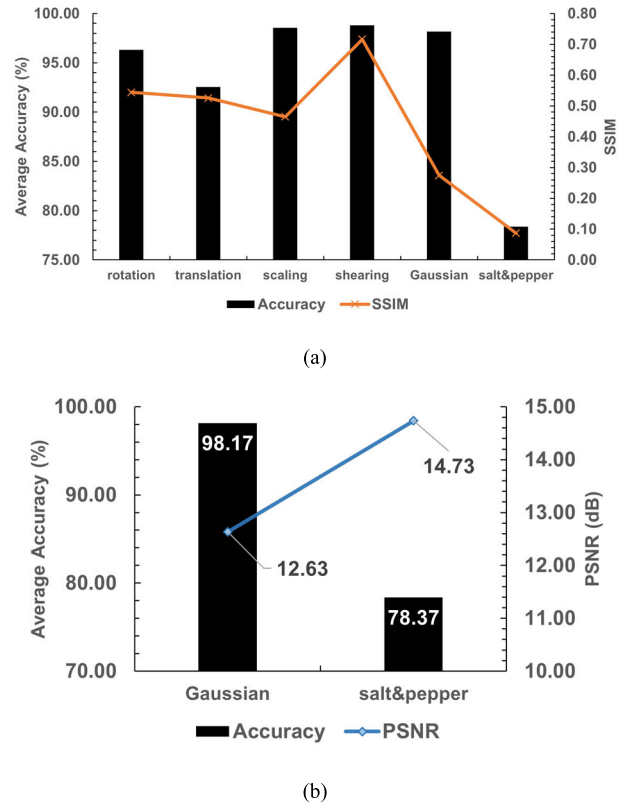 100.00
95.00
90.00
85.00
80.00
75.00
Average Accuracy (%)
0.80
0.70
0.60
0.50
0.40
0.30
0.20
0.10
0.00
SSIM
rotation translation scaling shearing Gaussian salt&pepper
Accuracy SSIM
(a)
100.00
90.00
80.00
70.00
Average Accuracy (%)
98.17
12.63
14.73
78.37
15.00
14.00
13.00
12.00
11.00
10.00
PSNR (dB)
Gaussian salt&pepper
Accuracy PSNR
(b)